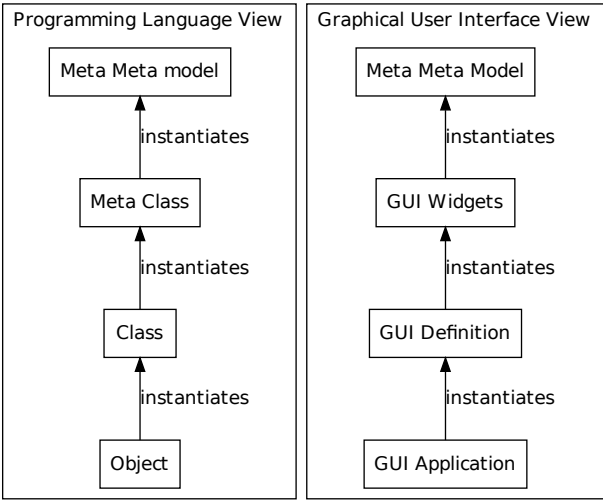 Programming Language View
Meta Meta model
instantiates
Meta Class
instantiates
Class
instantiates
Object
Graphical User Interface View
Meta Meta Model
instantiates
GUI Widgets
instantiates
GUI Definition
instantiates
GUI Application